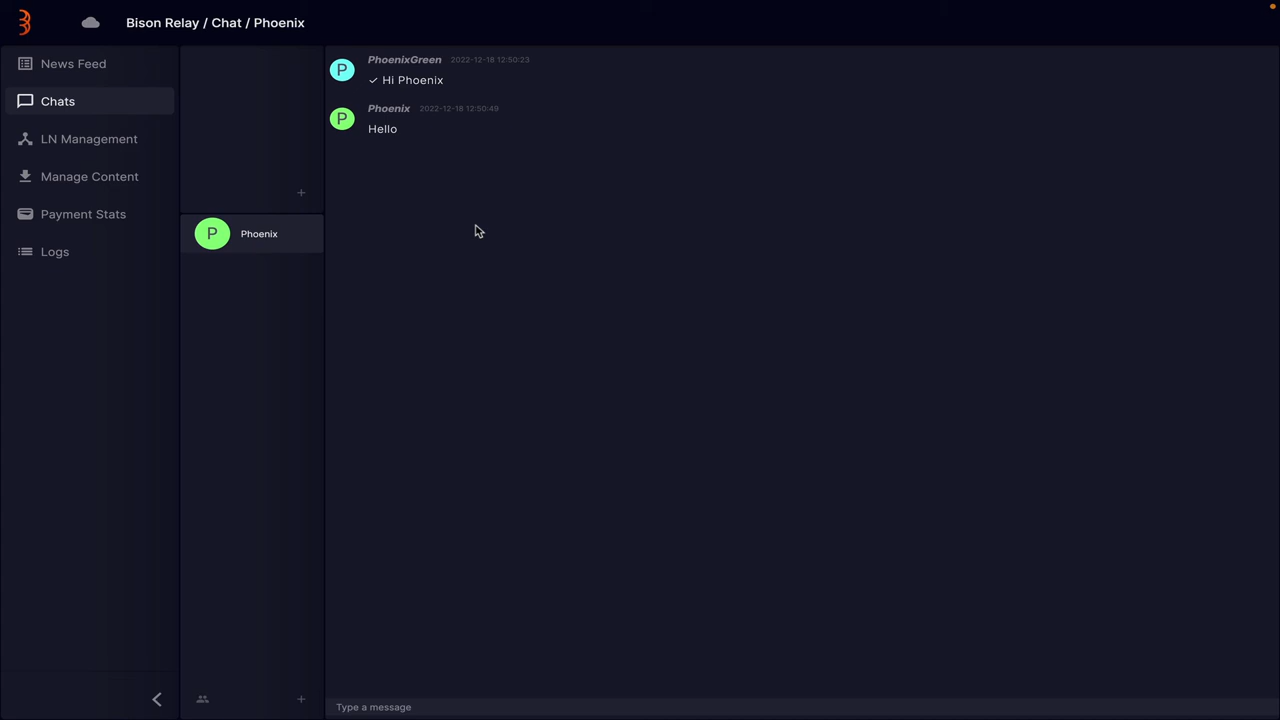 Bison Relay / Chat / Phoenix
News Feed
Chats
LN Management
Manage Content
Payment Stats
Logs
P Phoenix
P PhoenixGreen 2022-12-18 12:50:23
✓ Hi Phoenix
P Phoenix 2022-12-18 12:50:49
Hello
Type a message